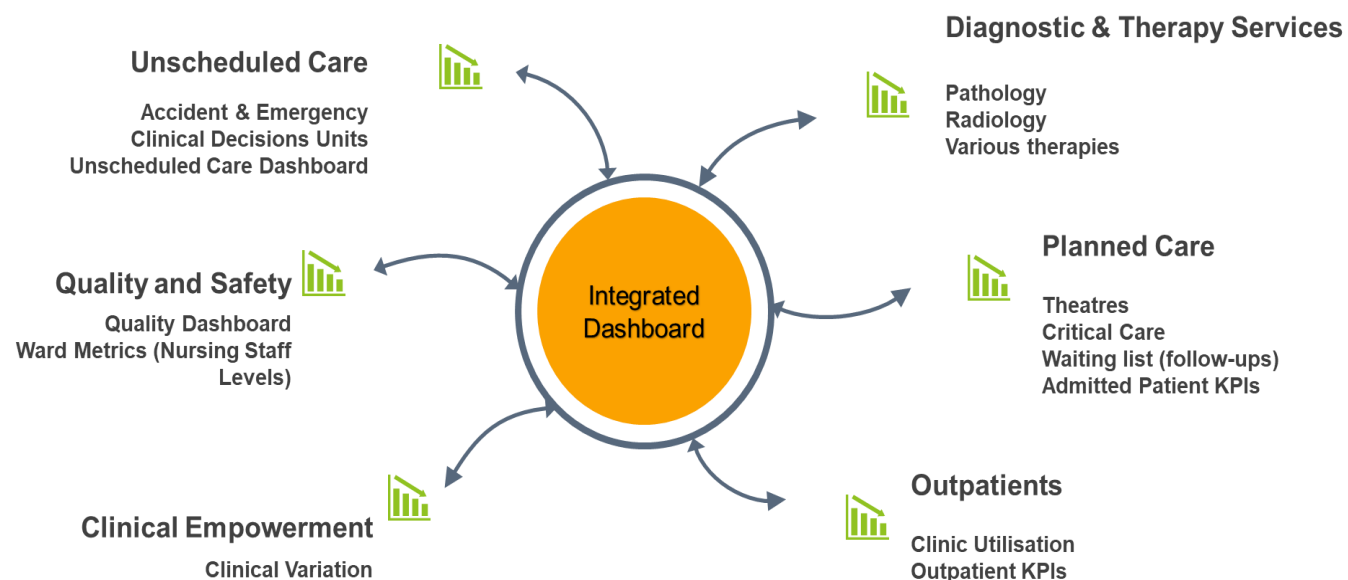 Unscheduled Care
Accident & Emergency
Clinical Decisions Units
Unscheduled Care Dashboard
Diagnostic & Therapy Services
Pathology
Radiology
Various therapies
Quality and Safety
Quality Dashboard
Ward Metrics (Nursing Staff
Levels)
Integrated
Dashboard
Planned Care
Theatres
Critical Care
Waiting list (follow-ups)
Admitted Patient KPIs
Clinical Empowerment
Clinical Variation
Outpatients
Clinic Utilisation
Outpatient KPIs